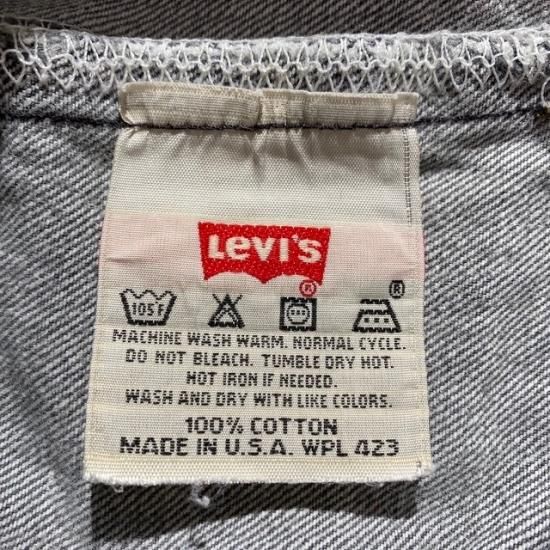 Levi's
®
105F ®
MACHINE WASH WARM. NORMAL CYCLE.
DO NOT BLEACH. TUMBLE DRY HOT.
HOT IRON IF NEEDED.
WASH AND DRY WITH LIKE COLORS.
100% COTTON
MADE IN U.S.A. WPL 423